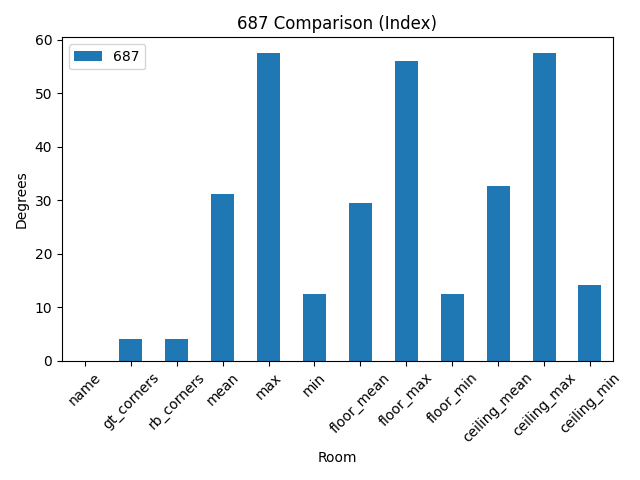 687 Comparison (Index)
687
Degrees
60
50
40
30
20
10
0
name
gt_corners
rb_corners
mean
max
min
floor_mean
floor_max
floor_min
ceiling_mean
ceiling_max
ceiling_min
Room